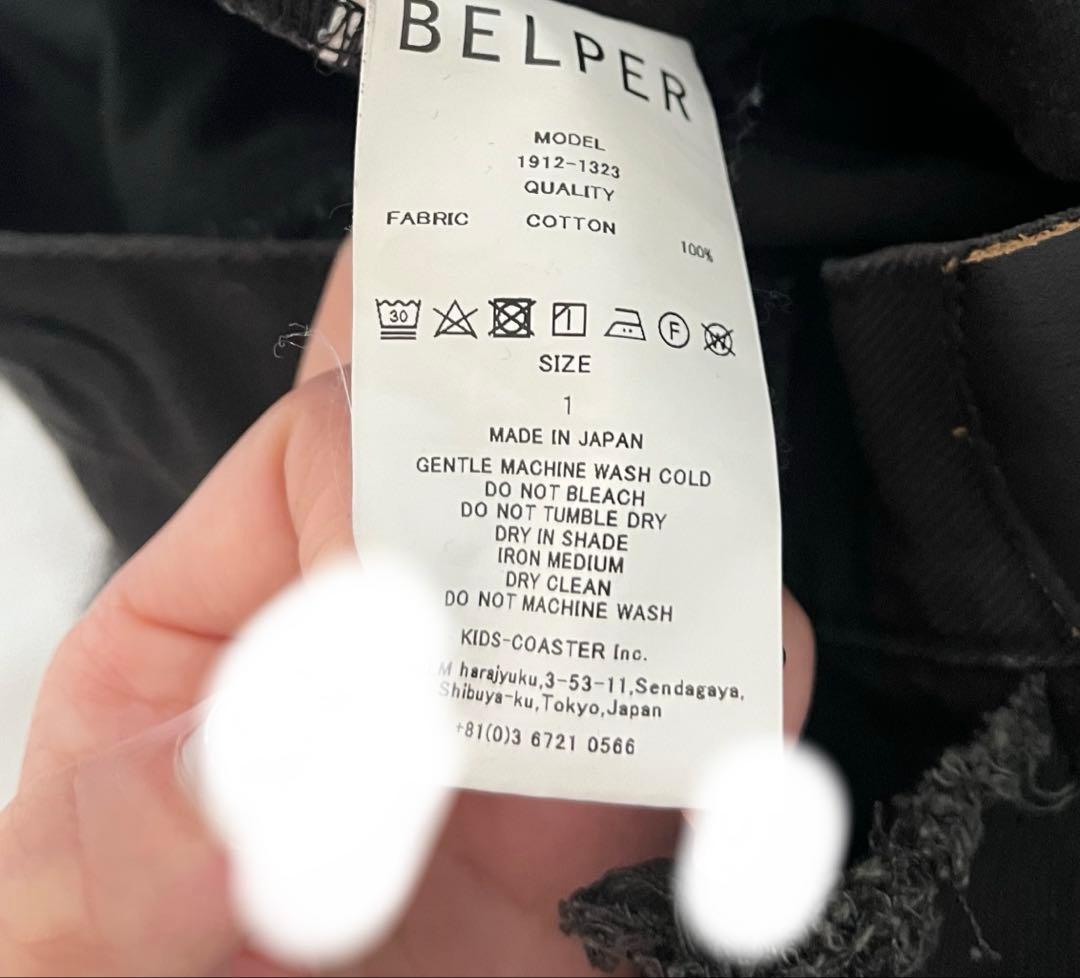 BELPER
MODEL
1912-1323
QUALITY
FABRIC COTTON 100%
30 F W
SIZE
1
MADE IN JAPAN
GENTLE MACHINE WASH COLD
DO NOT BLEACH
DO NOT TUMBLE DRY
DRY IN SHADE
IRON MEDIUM
DRY CLEAN
DO NOT MACHINE WASH
KIDS-COASTER Inc.
M harajyuku,3-53-11,Sendagaya,
Shibuya-ku,Tokyo,Japan
+81(0)3 6721 0566